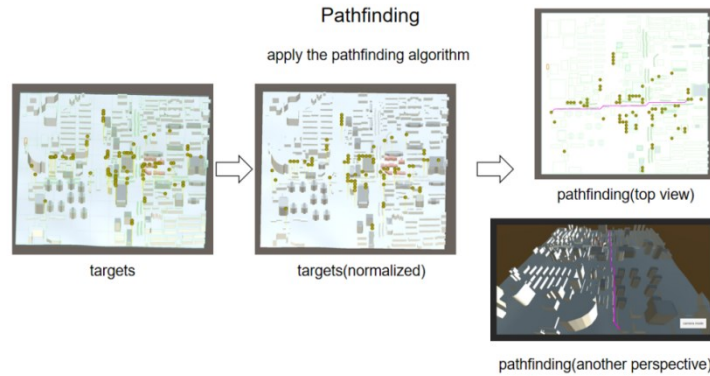 Pathfinding
apply the pathfinding algorithm
targets
targets(normalized)
pathfinding(top view)
pathfinding(another perspective)